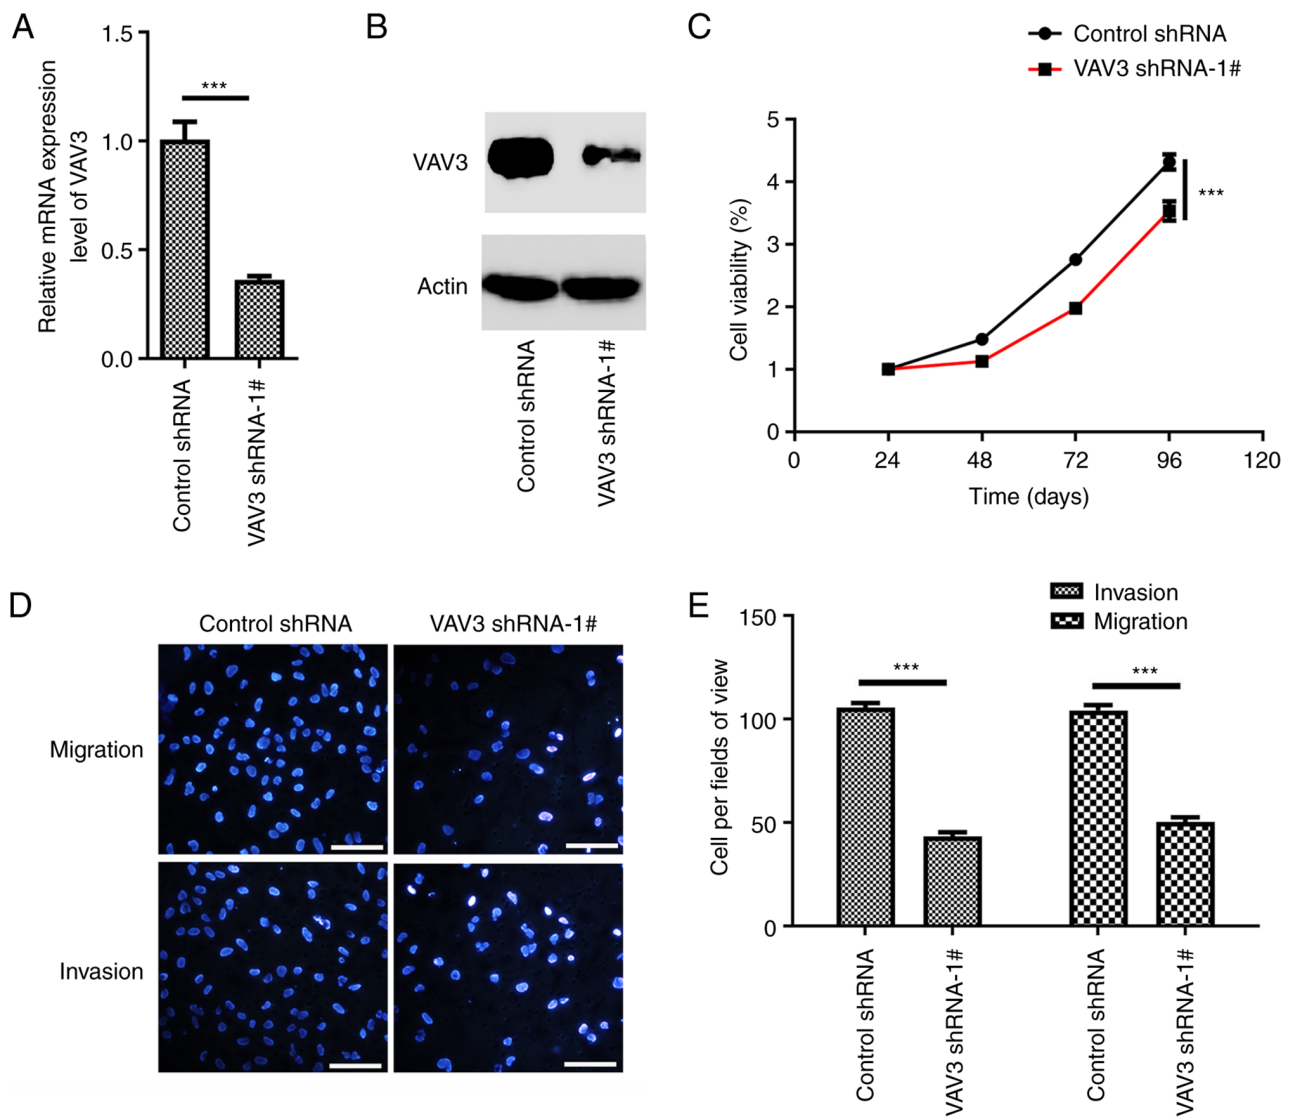 A
Relative mRNA expression
level of VAV3
1.5
1.0
0.5
0.0
***
Control shRNA
VAV3 shRNA-1#
B
VAV3
Actin
Control shRNA
VAV3 shRNA-1#
C
Control shRNA
VAV3 shRNA-1#
Cell viability (%)
5
4
3
2
1
0
***
0 24 48 72 96 120
Time (days)
D
Control shRNA VAV3 shRNA-1#
Migration
Invasion
E
Invasion
Migration
Cell per fields of view
150
100
50
0
*** ***
Control shRNA
VAV3 shRNA-1#
Control shRNA
VAV3 shRNA-1#